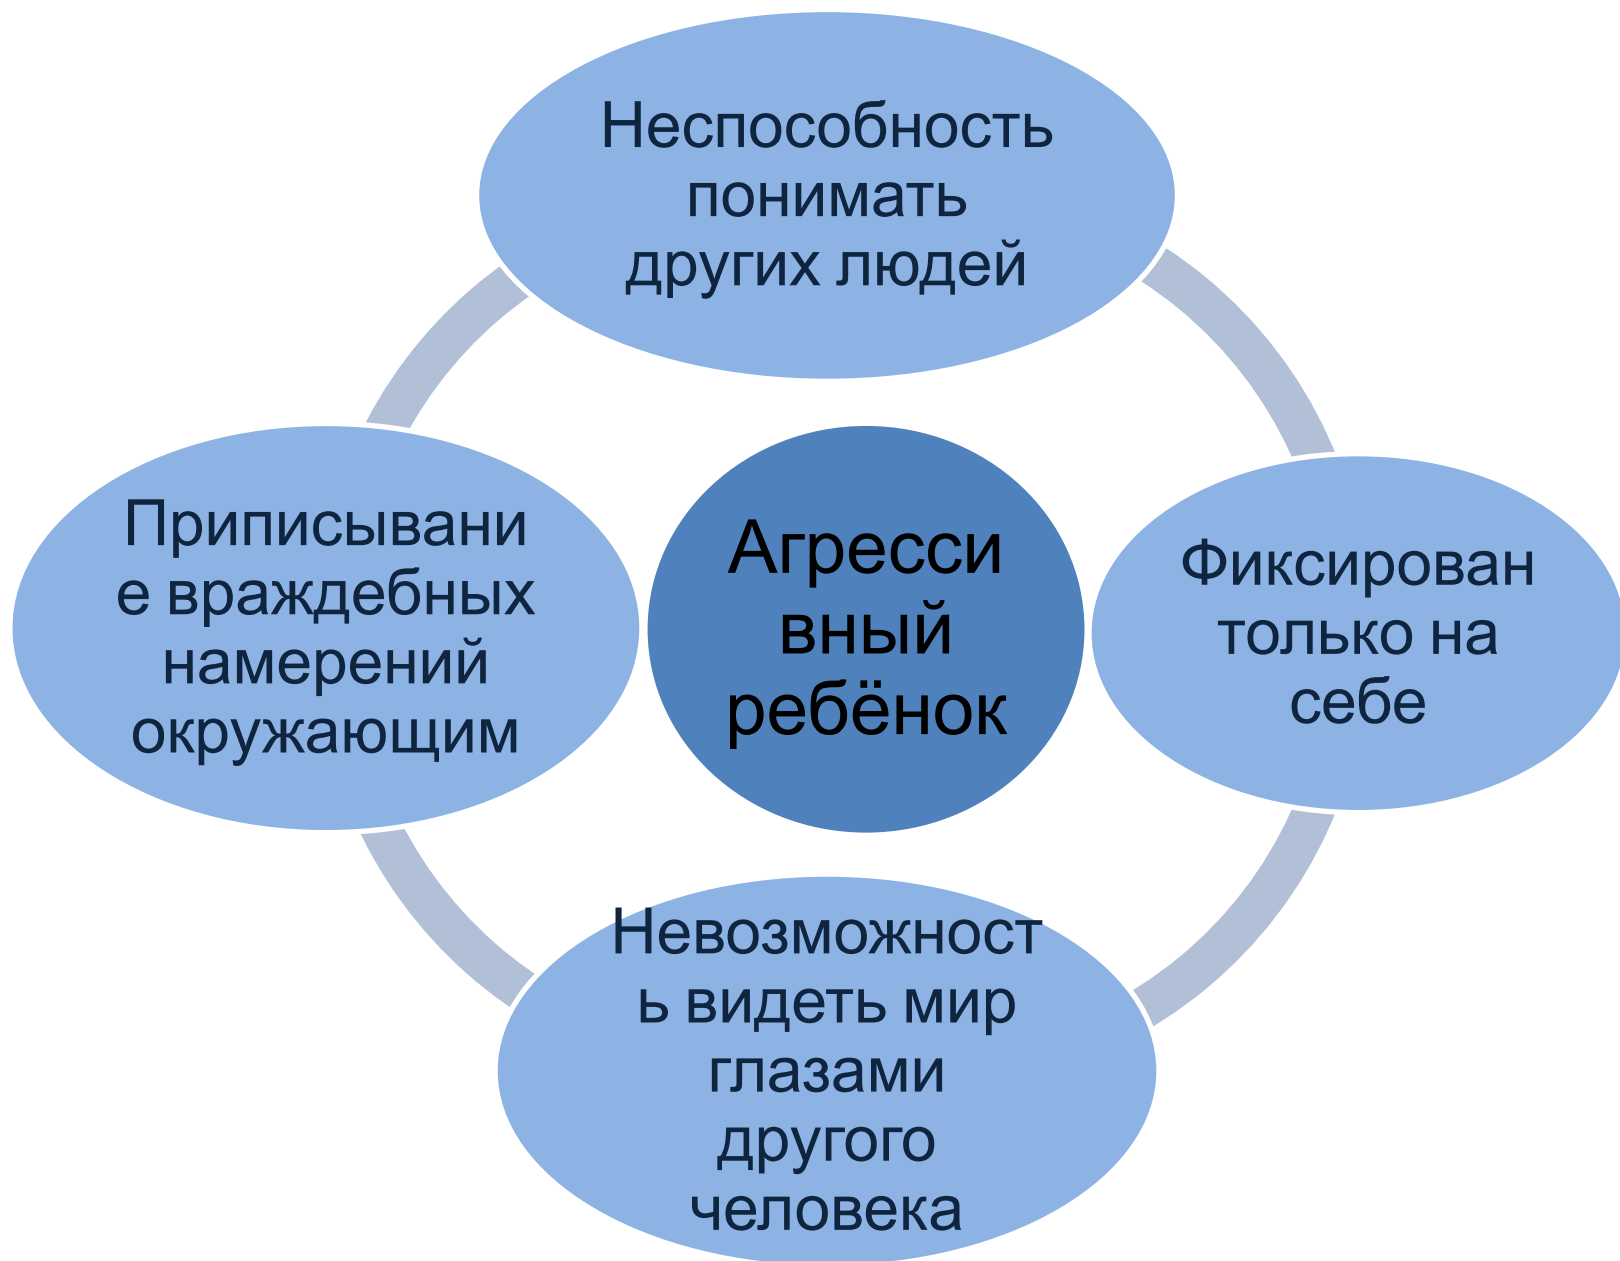 Неспособность
понимать
других людей
Приписывани
е враждебных
намерений
окружающим
Агресси
вный
ребёнок
Фиксирован
только на
себе
Невозможност
ь видеть мир
глазами
другого
человека